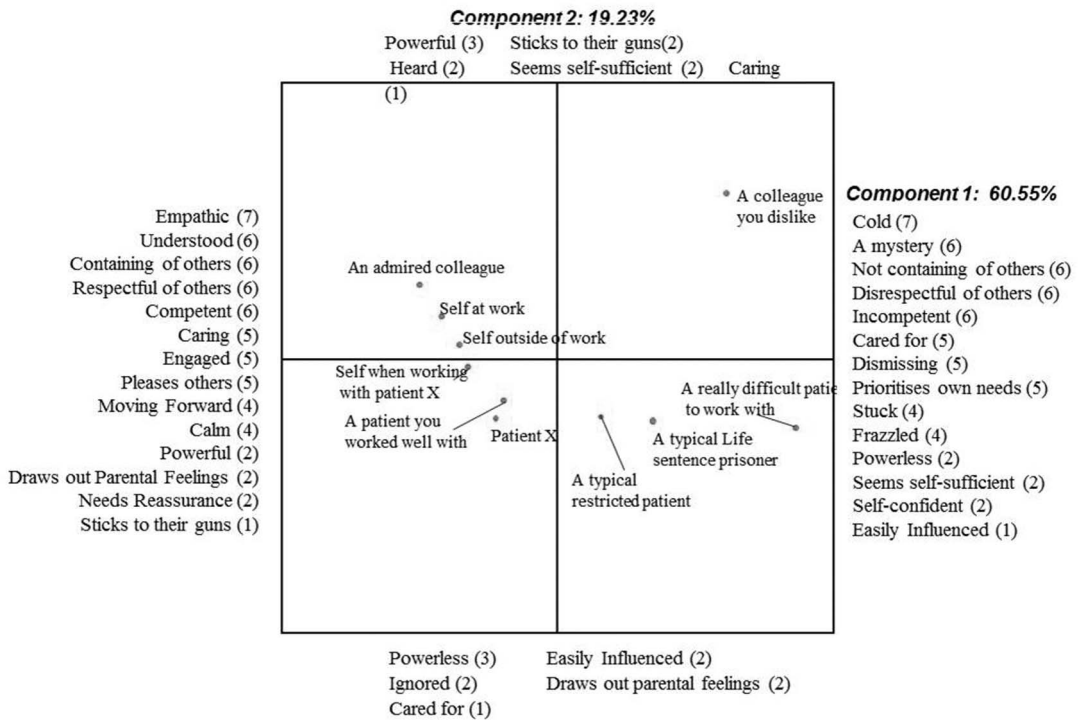 Component 2: 19.23%
Powerful (3) Sticks to their guns(2)
Heard (2) Seems self-sufficient (2) Caring
(1)
Empathic (7)
Understood (6)
Containing of others (6)
Respectful of others (6)
Competent (6)
Caring (5)
Engaged (5)
Pleases others (5)
Moving Forward (4)
Calm (4)
Powerful (2)
Draws out Parental Feelings (2)
Needs Reassurance (2)
Sticks to their guns (1)
A colleague
you dislike
An admired colleague
Self at work
Self outside of work
Self when working
with patient X
A patient you
worked well with
Patient X
A really difficult patie
to work with
A typical Life
sentence prisoner
A typical
restricted patient
Component 1: 60.55%
Cold (7)
A mystery (6)
Not containing of others (6)
Disrespectful of others (6)
Incompetent (6)
Cared for (5)
Dismissing (5)
Prioritises own needs (5)
Stuck (4)
Frazzled (4)
Powerless (2)
Seems self-sufficient (2)
Self-confident (2)
Easily Influenced (1)
Powerless (3) Easily Influenced (2)
Ignored (2) Draws out parental feelings (2)
Cared for (1)